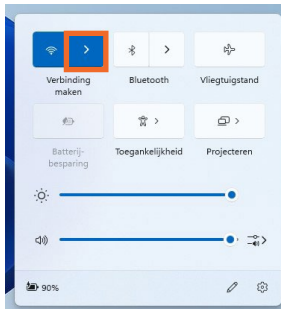 Verbinding
maken
Bluetooth
Vliegtuigstand
Batterij-
besparing
Toegankelijkheid
Projecteren
90%